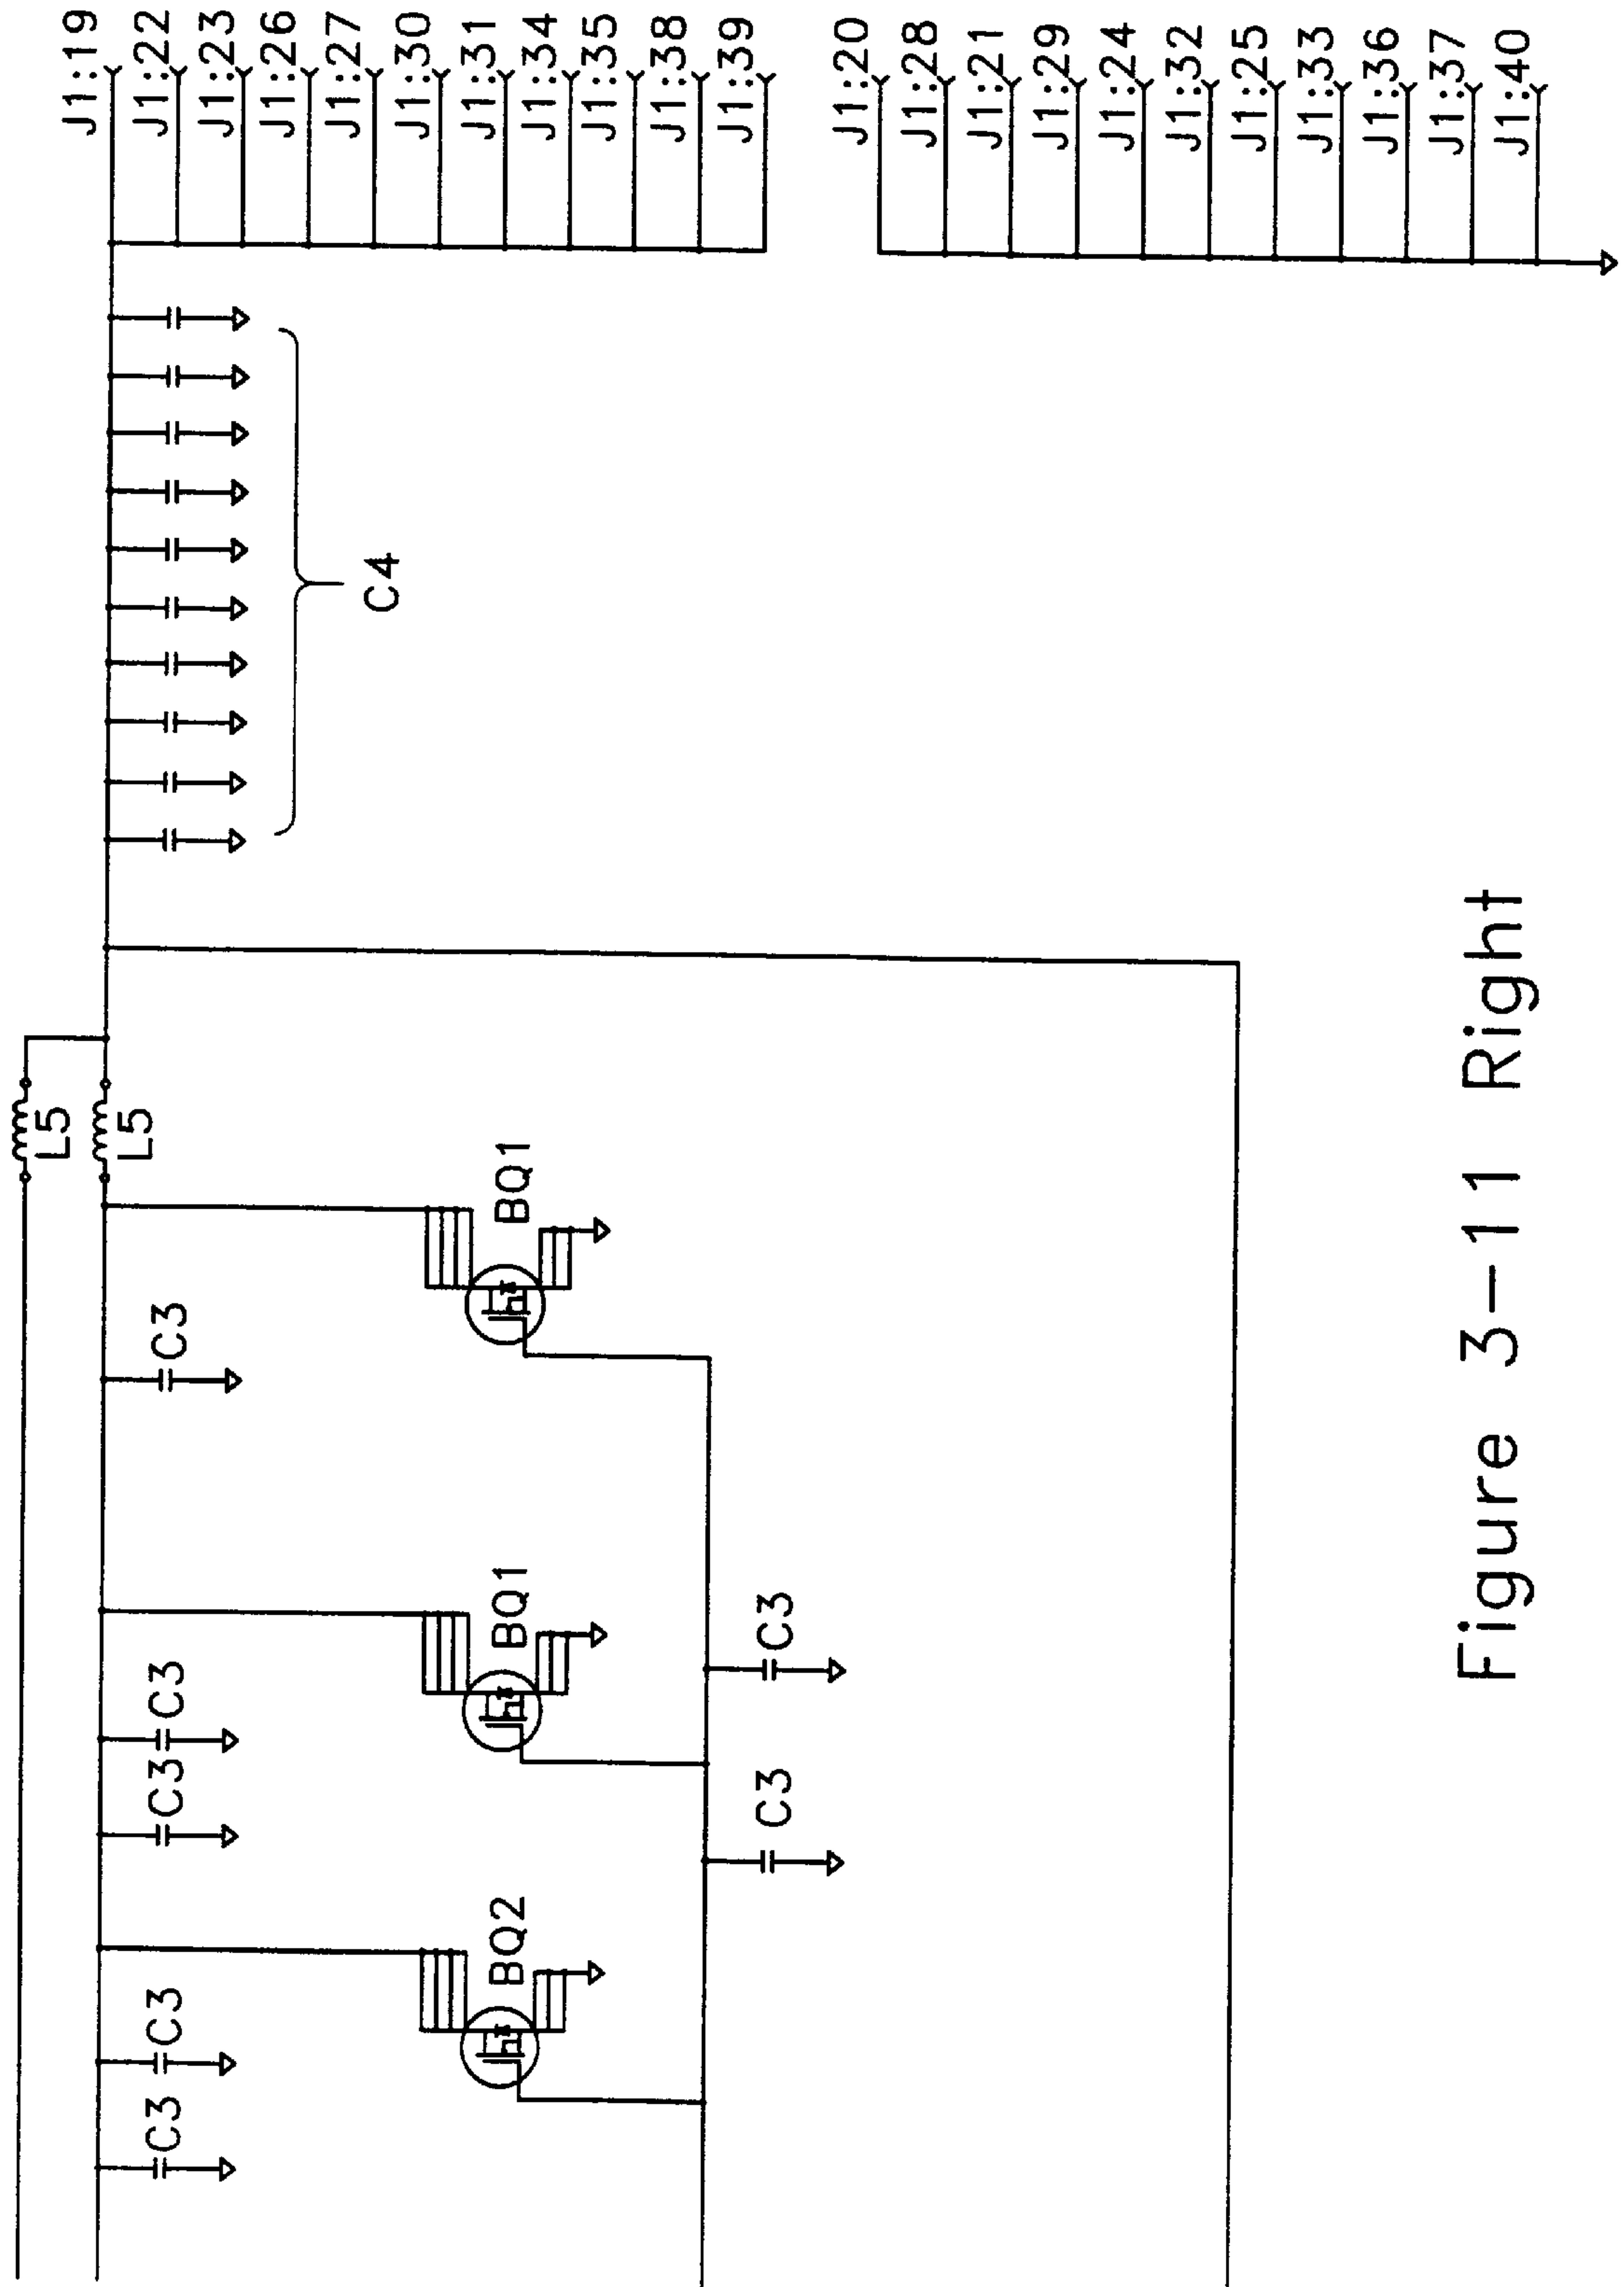 L5
L5
C3
C3
C3
C3
C3
BQ2
BQ1
BQ1
C3
C3
C4
J1:19
J1:22
J1:23
J1:26
J1:27
J1:30
J1:31
J1:34
J1:35
J1:38
J1:39
J1:20
J1:28
J1:21
J1:29
J1:24
J1:32
J1:25
J1:33
J1:36
J1:37
J1:40
Figure 3-11 Right